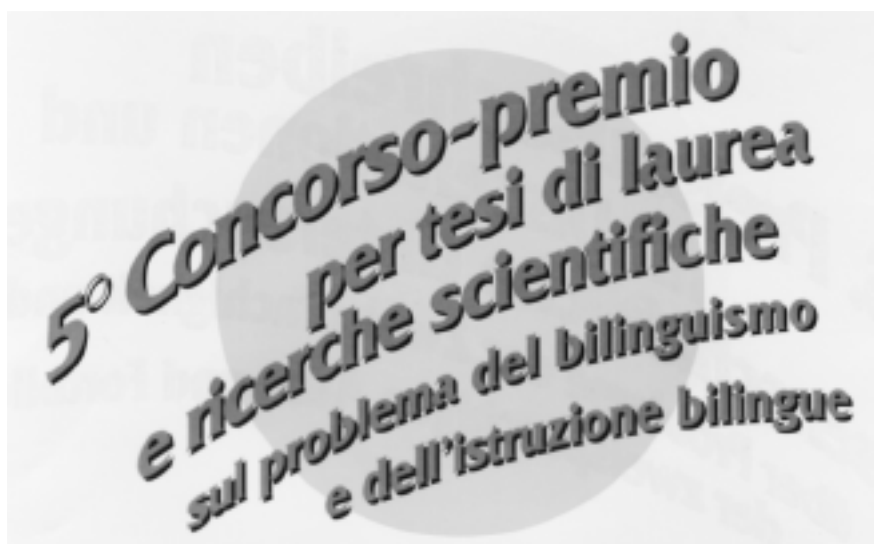 5° Concorso-premio
per tesi di laurea
e ricerche scientifiche
sul problema del bilinguismo
e dell'istruzione bilingue